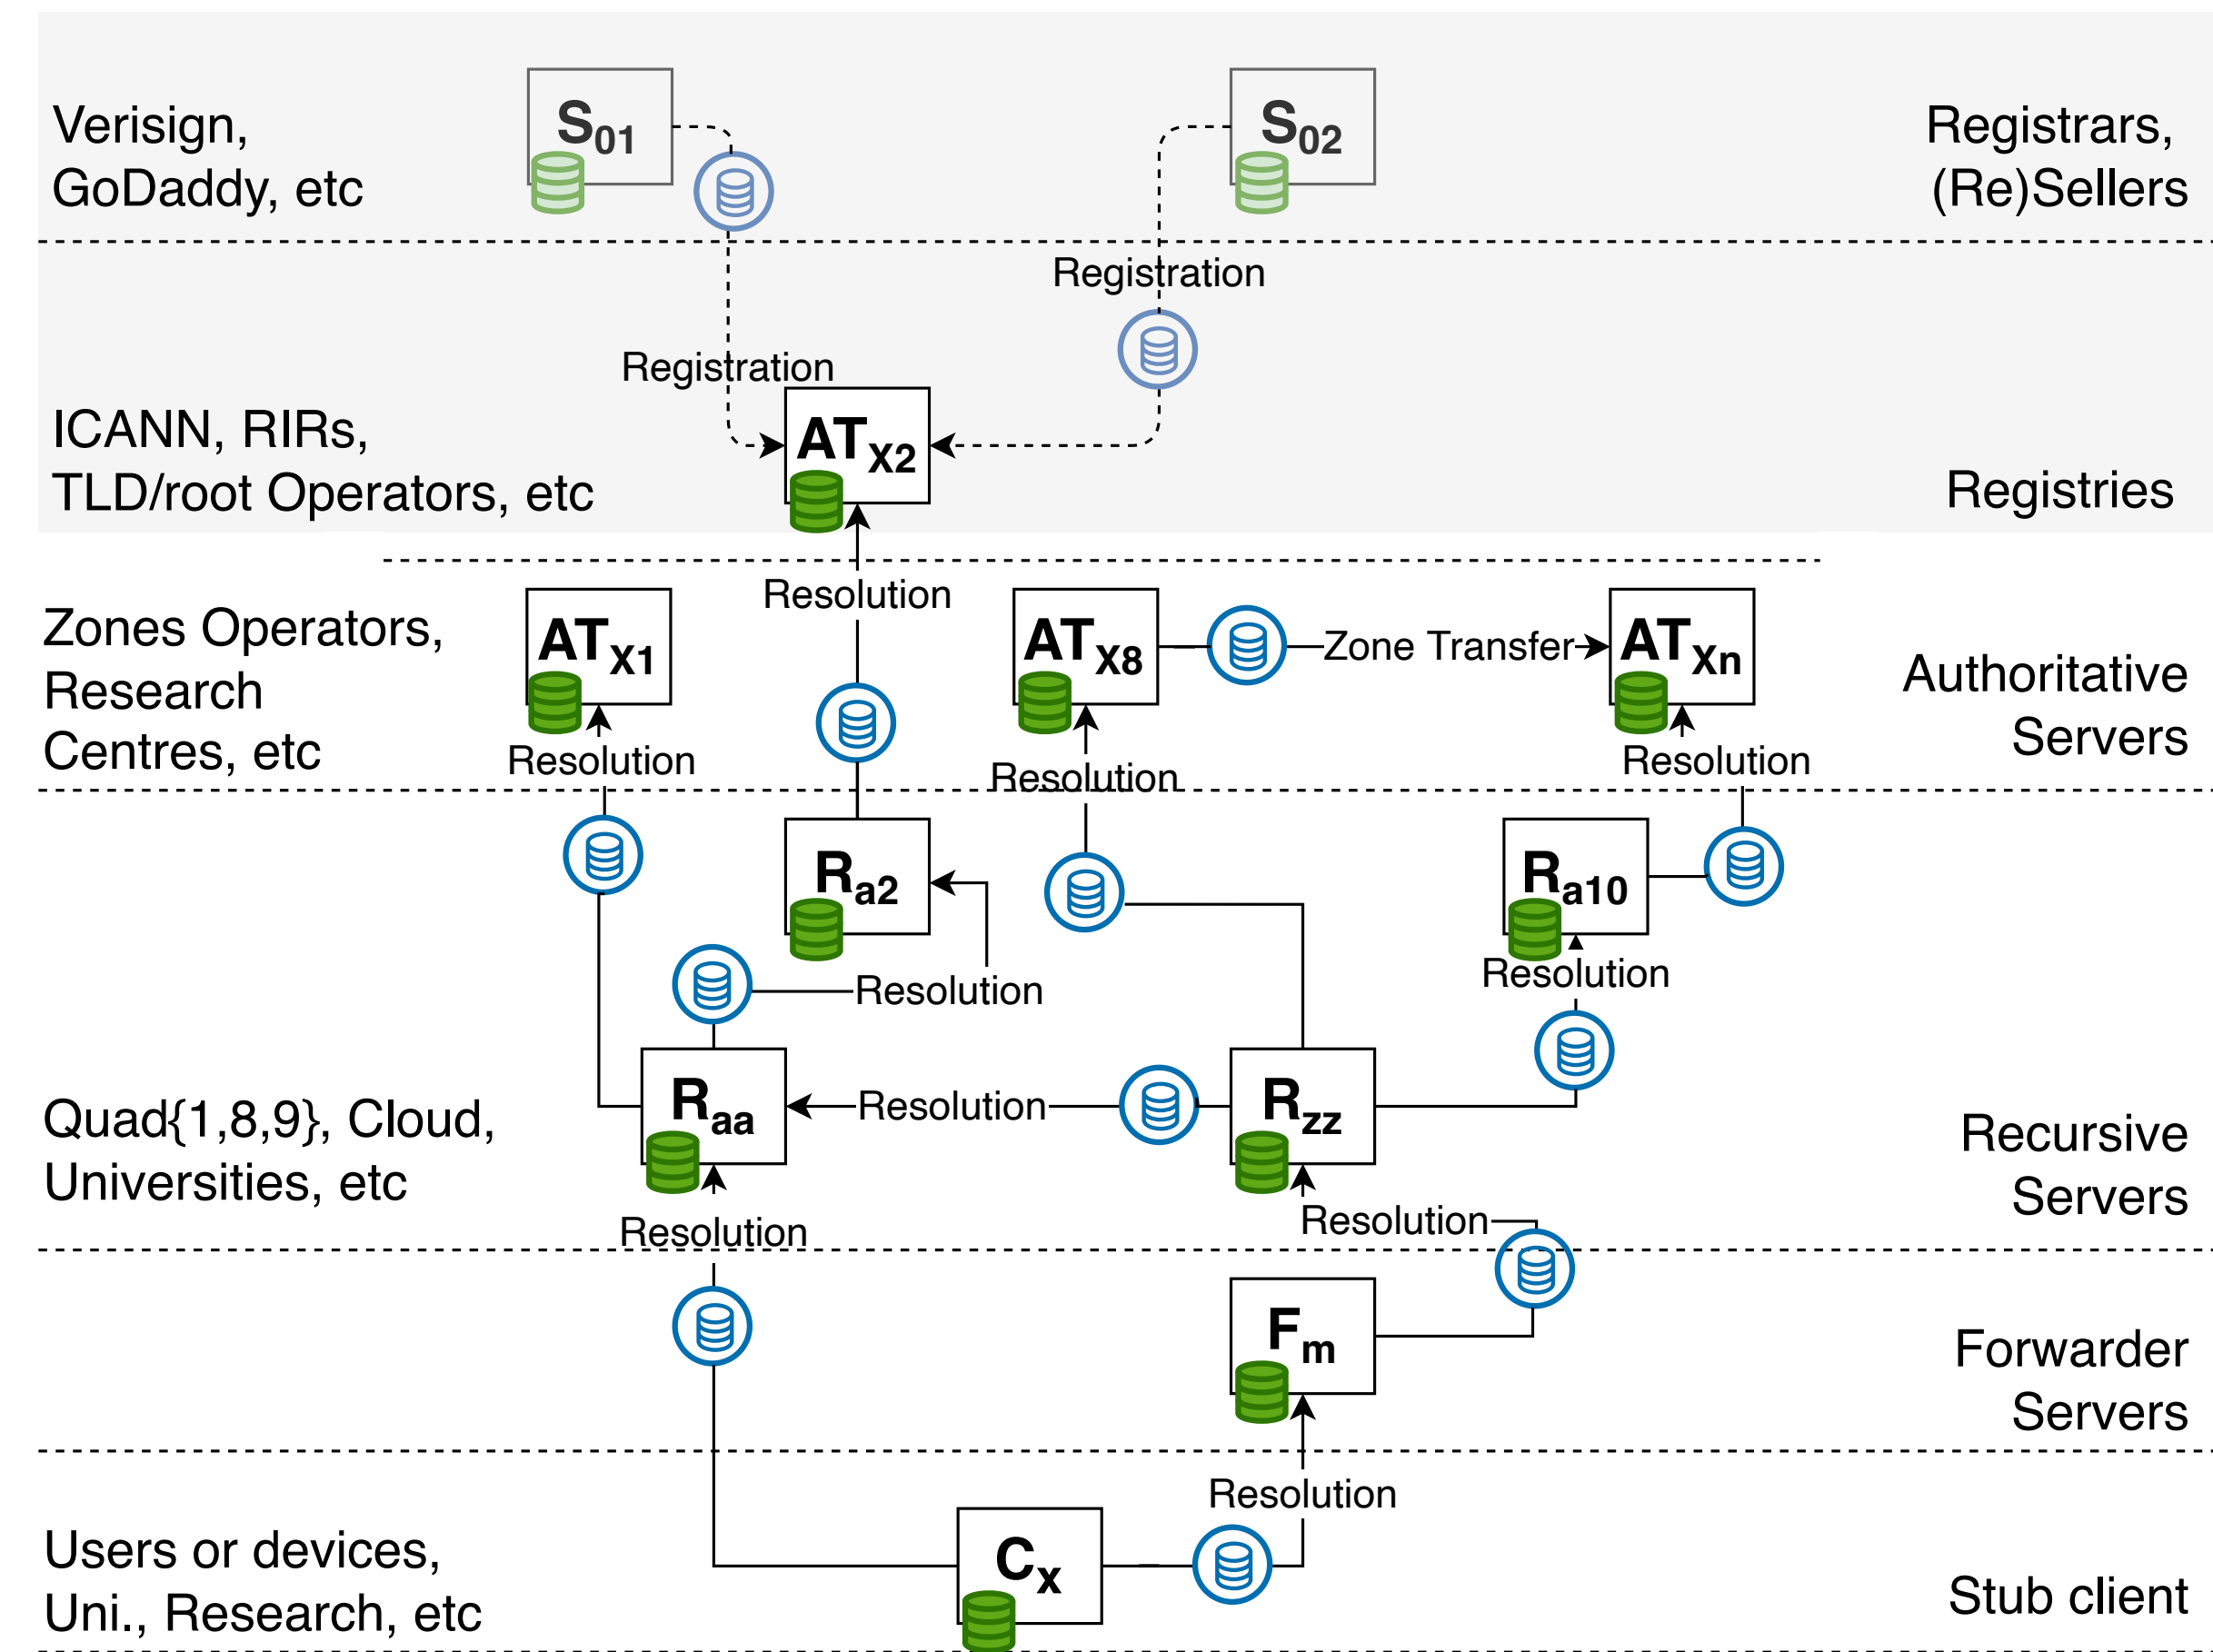 Verisign,
GoDaddy, etc
S01
S02
Registrars,
(Re)Sellers
Registration
Registration
ICANN, RIRs,
TLD/root Operators, etc
ATX2
Registries
Resolution
Zones Operators,
Research
Centres, etc
ATX1
ATX8
Zone Transfer
ATXn
Authoritative
Servers
Resolution
Resolution
Resolution
Ra2
Ra10
Resolution
Resolution
Quad{1,8,9}, Cloud,
Universities, etc
Raa
Resolution
Rzz
Recursive
Servers
Resolution
Resolution
Fm
Forwarder
Servers
Resolution
Users or devices,
Uni., Research, etc
Cx
Stub client